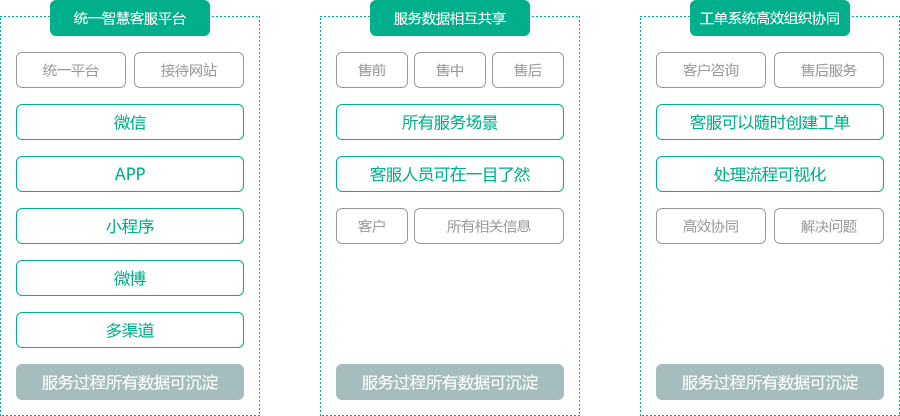 统一智慧客服平台
统一平台
接待网站
微信
APP
小程序
微博
多渠道
服务过程所有数据可沉淀
服务数据相互共享
售前
售中
售后
所有服务场景
客服人员可在一目了然
客户
所有相关信息
服务过程所有数据可沉淀
工单系统高效组织协同
客户咨询
售后服务
客服可以随时创建工单
处理流程可视化
高效协同
解决问题
服务过程所有数据可沉淀